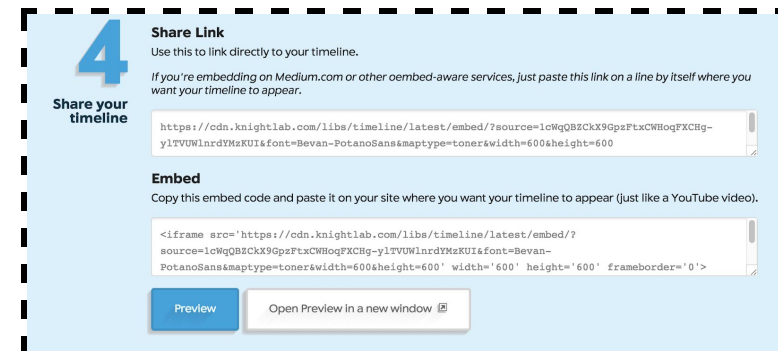 4
Share your
timeline
Share Link
Use this to link directly to your timeline.
If you're embedding on Medium.com or other oembed-aware services, just paste this link on a line by itself where you
want your timeline to appear.
https://cdn.knightlab.com/libs/timeline/latest/embed/?source=1cWqQBZCkX9GpzFtxCWHoqFXCHg-
ylTVUWlnrdYMzKUI&font=Bevan-PotanoSans&maptype=toner&width=600&height=600
Embed
Copy this embed code and paste it on your site where you want your timeline to appear (just like a YouTube video).
<iframe src='https://cdn.knightlab.com/libs/timeline/latest/embed/?
source=1cWqQBZCkX9GpzFtxCWHoqFXCHg-ylTVUWlnrdYMzKUI&font=Bevan-
PotanoSans&maptype=toner&width=600&height=600' width='600' height='600' frameborder='0'>
Preview
Open Preview in a new window